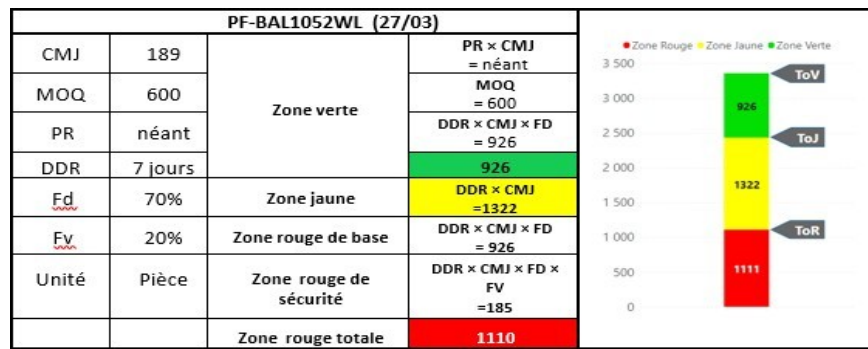 PF-BAL1052WL (27/03)
CMJ 189 Zone verte PR × CMJ
= néant
MOQ 600 MOQ
= 600
PR néant DDR × CMJ × FD
= 926
DDR 7 jours 926
Fd 70% Zone jaune DDR × CMJ
=1322
Fv 20% Zone rouge de base DDR × CMJ × FD
= 926
Unité Pièce Zone rouge de
sécurité DDR × CMJ × FD ×
FV
=185
Zone rouge totale 1110
Zone Rouge Zone Jaune Zone Verte
3 500
ToV
3 000
926
2 500
ToJ
2 000
1322
1 500
1 000
ToR
1111
500
0